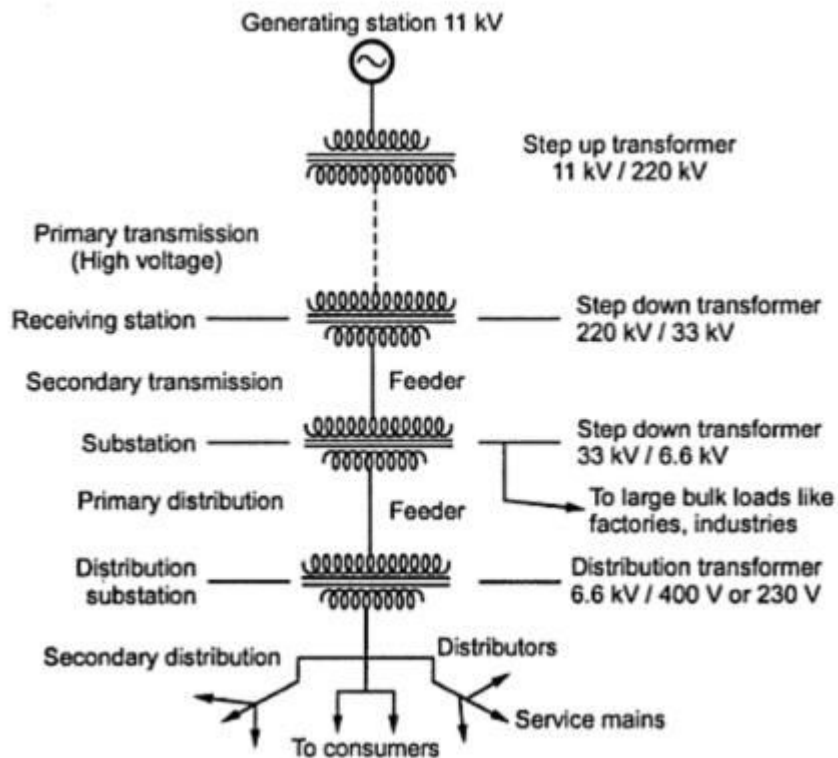 Generating station 11 kV
Step up transformer
11 kV / 220 kV
Primary transmission
(High voltage)
Receiving station
Step down transformer
220 kV / 33 kV
Secondary transmission
Feeder
Substation
Step down transformer
33 kV / 6.6 kV
Primary distribution
Feeder
To large bulk loads like
factories, industries
Distribution
substation
Distribution transformer
6.6 kV / 400 V or 230 V
Secondary distribution
Distributors
Service mains
To consumers